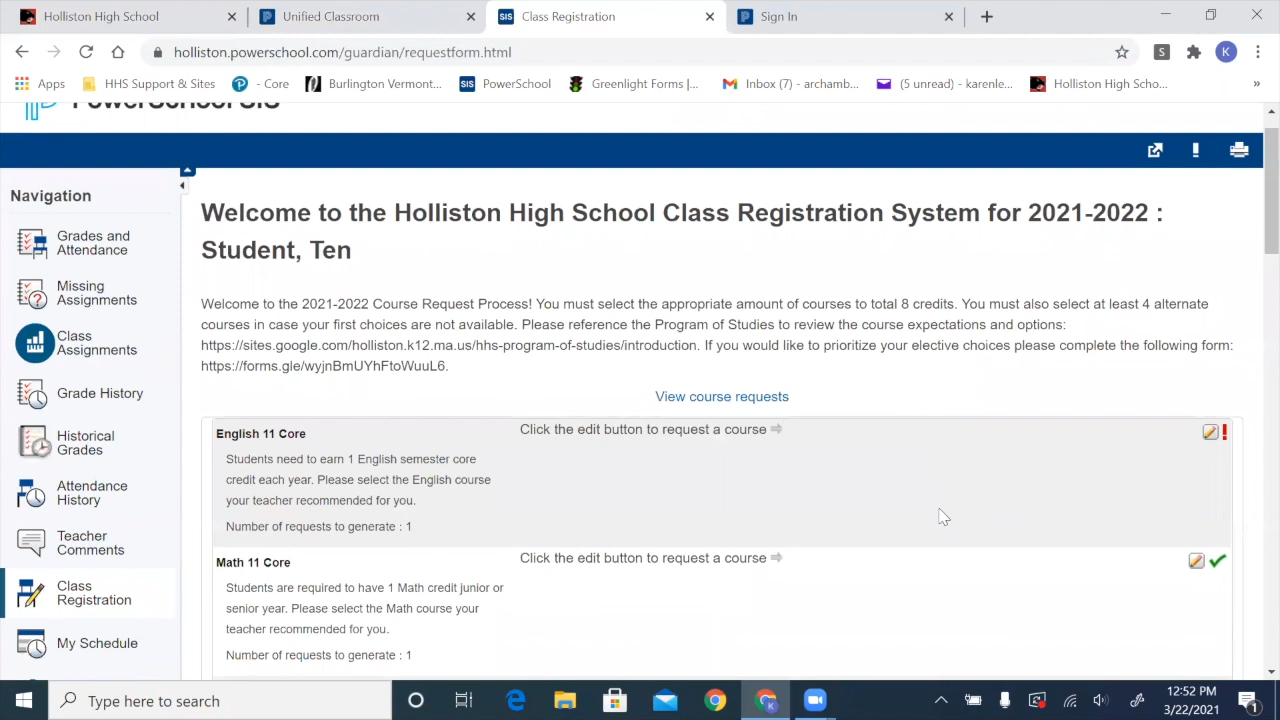 Holliston High School
Unified Classroom
SIS Class Registration
Sign In
holliston.powerschool.com/guardian/requestform.html
S
K
Apps
HHS Support & Sites
- Core
Burlington Vermont...
SIS PowerSchool
Greenlight Forms |...
Inbox (7) - archamb...
(5 unread) - karenle...
Holliston High Scho...
»
PowerSchool SIS
Navigation
Grades and
Attendance
Missing
Assignments
Class
Assignments
Grade History
Historical
Grades
Attendance
History
Teacher
Comments
Class
Registration
My Schedule
Welcome to the Holliston High School Class Registration System for 2021-2022 :
Student, Ten
Welcome to the 2021-2022 Course Request Process! You must select the appropriate amount of courses to total 8 credits. You must also select at least 4 alternate
courses in case your first choices are not available. Please reference the Program of Studies to review the course expectations and options:
https://sites.google.com/holliston.k12.ma.us/hhs-program-of-studies/introduction. If you would like to prioritize your elective choices please complete the following form:
https://forms.gle/wyjnBmUYhFtoWuuL6.
View course requests
English 11 Core
Click the edit button to request a course
Students need to earn 1 English semester core
credit each year. Please select the English course
your teacher recommended for you.
Number of requests to generate : 1
Math 11 Core
Click the edit button to request a course
Students are required to have 1 Math credit junior or
senior year. Please select the Math course your
teacher recommended for you.
Number of requests to generate : 1
Type here to search
K
12:52 PM
3/22/2021
1